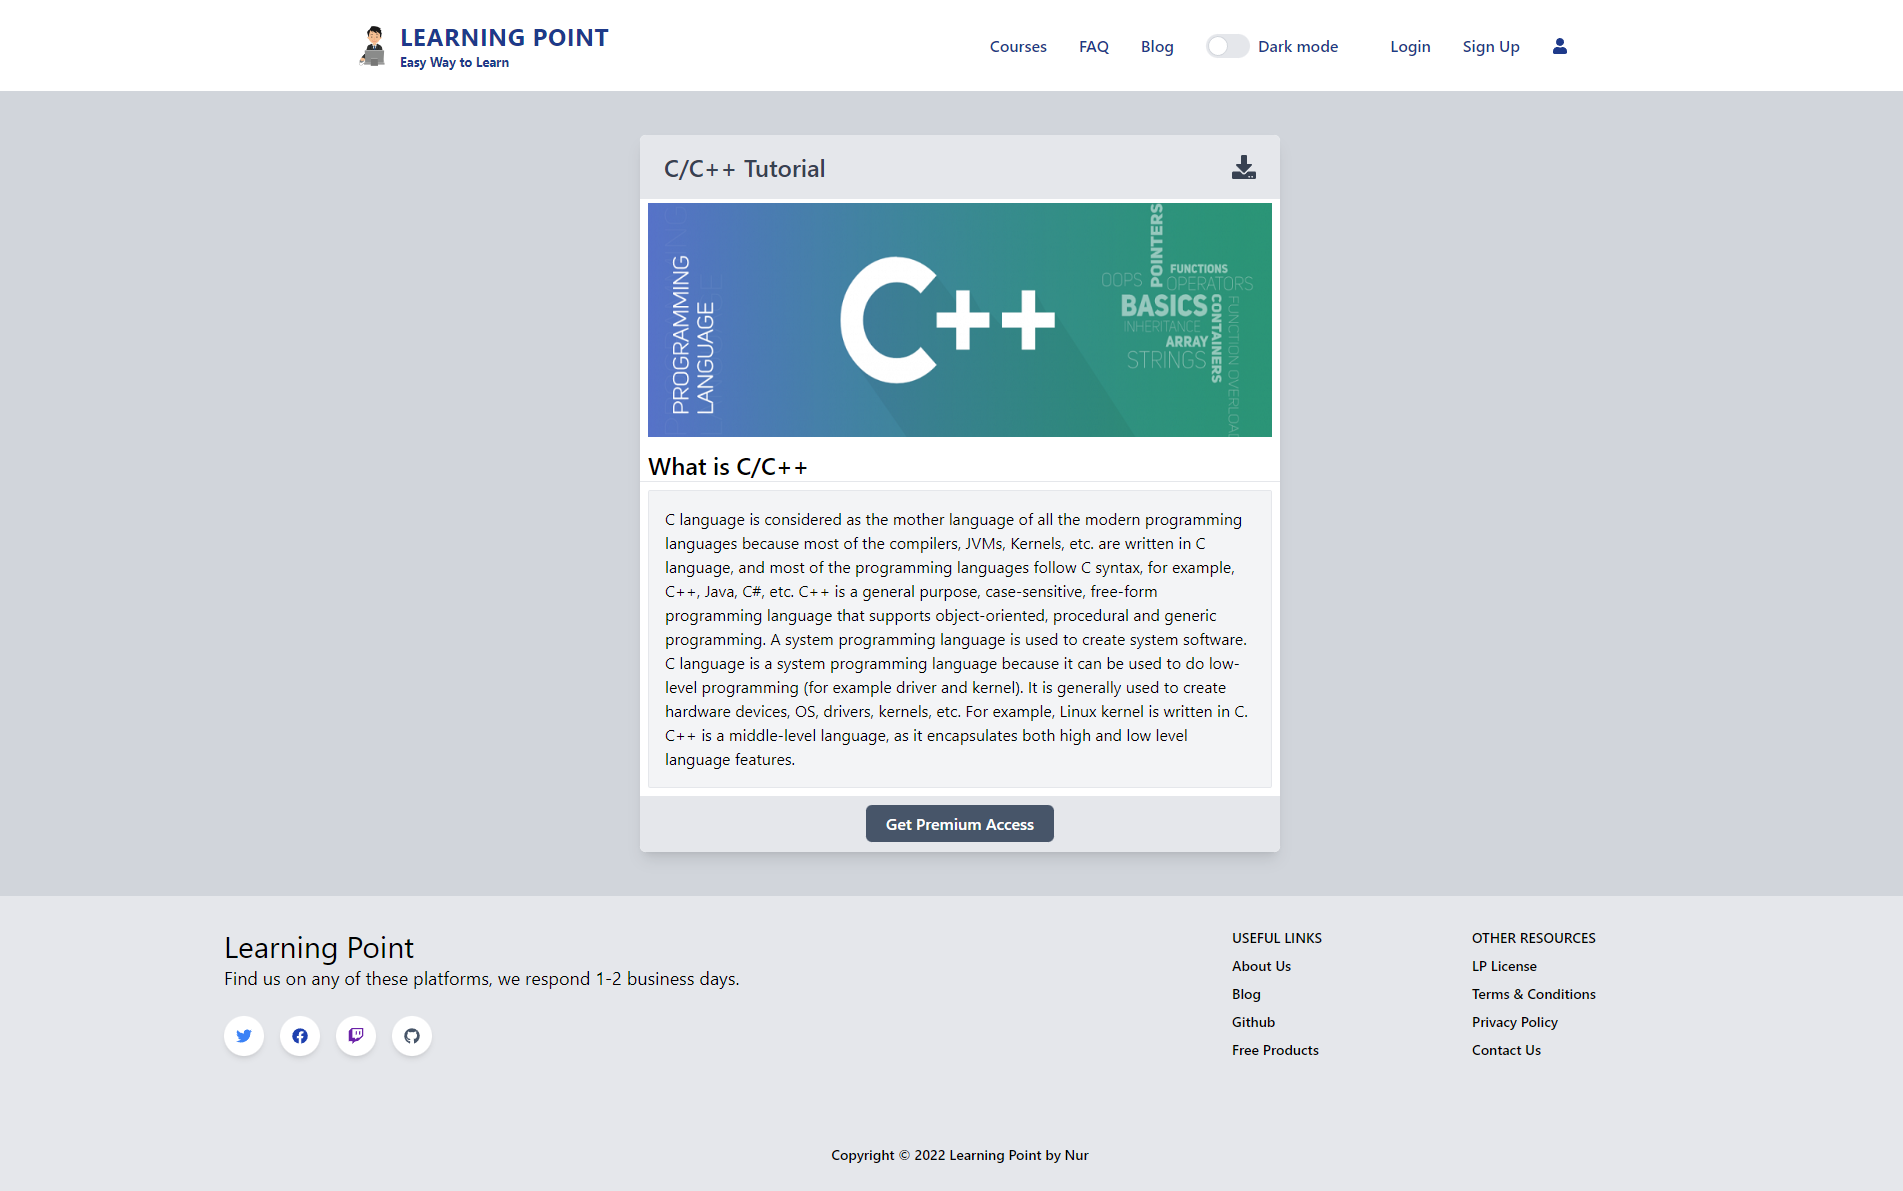 LEARNING POINT
Easy Way to Learn
Courses
FAQ
Blog
Dark mode
Login
Sign Up
C/C++ Tutorial
PROGRAMMING
LANGUAGE
C++
POINTERS
FUNCTIONS
OOPS
OPERATORS
BASICS
CONTAINERS
INHERITANCE
ARRAY
STRINGS
What is C/C++
C language is considered as the mother language of all the modern programming
languages because most of the compilers, JVMs, Kernels, etc. are written in C
language, and most of the programming languages follow C syntax, for example,
C++, Java, C#, etc. C++ is a general purpose, case-sensitive, free-form
programming language that supports object-oriented, procedural and generic
programming. A system programming language is used to create system software.
C language is a system programming language because it can be used to do low-
level programming (for example driver and kernel). It is generally used to create
hardware devices, OS, drivers, kernels, etc. For example, Linux kernel is written in C.
C++ is a middle-level language, as it encapsulates both high and low level
language features.
Get Premium Access
Learning Point
Find us on any of these platforms, we respond 1-2 business days.
USEFUL LINKS
About Us
Blog
Github
Free Products
OTHER RESOURCES
LP License
Terms & Conditions
Privacy Policy
Contact Us
Copyright © 2022 Learning Point by Nur